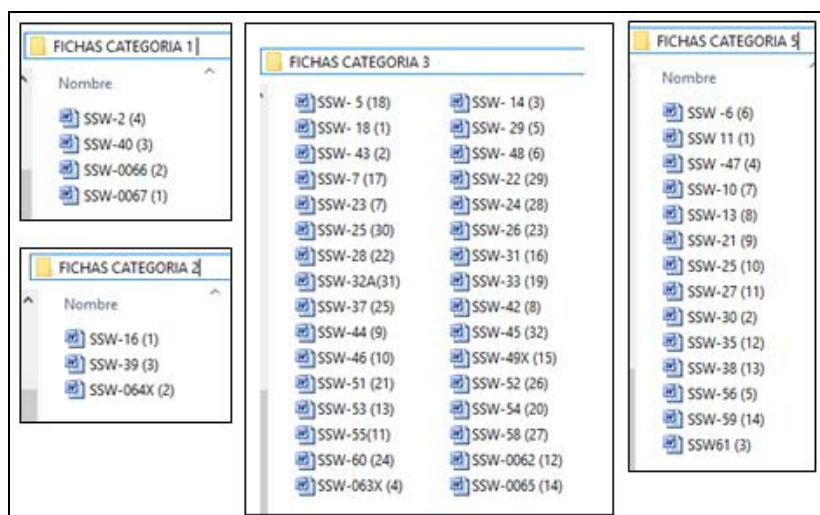 FICHAS CATEGORIA 1
Nombre
SSW-2 (4)
SSW-40 (3)
SSW-0066 (2)
SSW-0067 (1)
FICHAS CATEGORIA 2
Nombre
SSW-16 (1)
SSW-39 (3)
SSW-064X (2)
FICHAS CATEGORIA 3
SSW- 5 (18) SSW- 14 (3)
SSW- 18 (1) SSW- 29 (5)
SSW- 43 (2) SSW- 48 (6)
SSW-7 (17) SSW-22 (29)
SSW-23 (7) SSW-24 (28)
SSW-25 (30) SSW-26 (23)
SSW-28 (22) SSW-31 (16)
SSW-32A(31) SSW-33 (19)
SSW-37 (25) SSW-42 (8)
SSW-44 (9) SSW-45 (32)
SSW-46 (10) SSW-49X (15)
SSW-51 (21) SSW-52 (26)
SSW-53 (13) SSW-54 (20)
SSW-55(11) SSW-58 (27)
SSW-60 (24) SSW-0062 (12)
SSW-063X (4) SSW-0065 (14)
FICHAS CATEGORIA 5
Nombre
SSW -6 (6)
SSW 11 (1)
SSW -47 (4)
SSW-10 (7)
SSW-13 (8)
SSW-21 (9)
SSW-25 (10)
SSW-27 (11)
SSW-30 (2)
SSW-35 (12)
SSW-38 (13)
SSW-56 (5)
SSW-59 (14)
SSW61 (3)